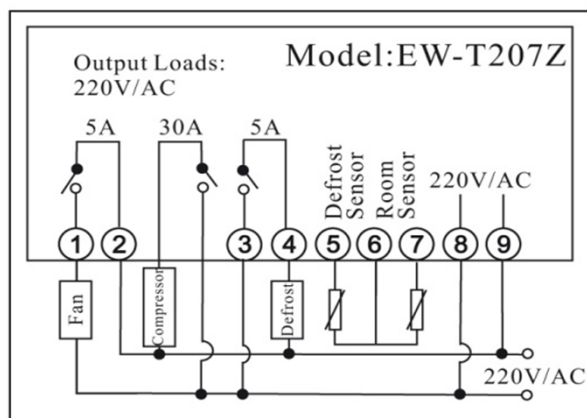 Model:EW-T207Z
Output Loads:
220V/AC
5A
30A
5A
Defrost
Sensor
Room
Sensor
220V/AC
1 2 3 4 5 6 7 8 9
Fan
Compressor
Defrost
220V/AC